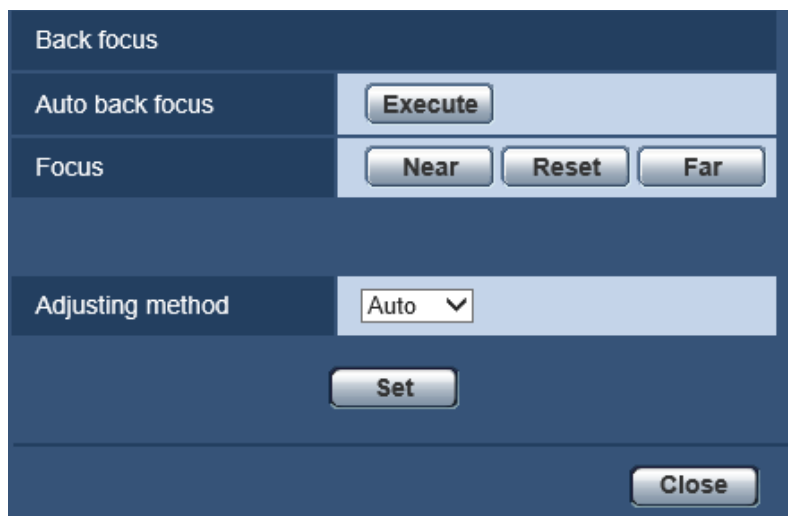 Back focus
Auto back focus Execute
Focus Near Reset Far
Adjusting method Auto
Set
Close